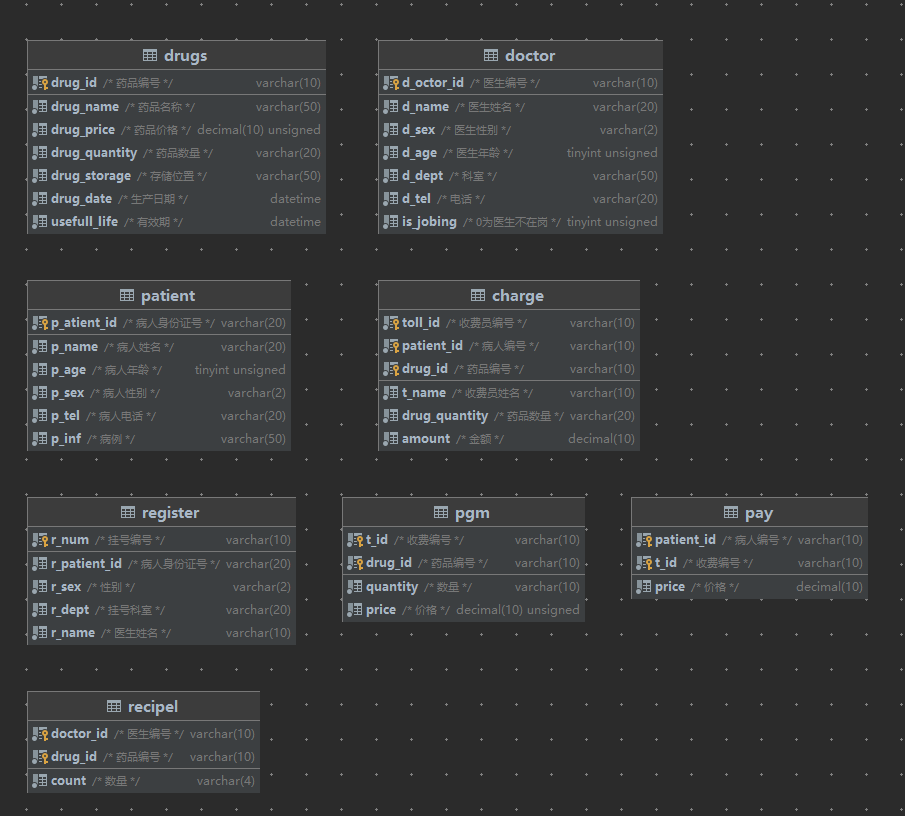 drugs
drug_id /* 药品编号 */ varchar(10)
drug_name /* 药品名称 */ varchar(50)
drug_price /* 药品价格 */ decimal(10) unsigned
drug_quantity /* 药品数量 */ varchar(20)
drug_storage /* 存储位置 */ varchar(50)
drug_date /* 生产日期 */ datetime
usefull_life /* 有效期 */ datetime
doctor
d_octor_id /* 医生编号 */ varchar(10)
d_name /* 医生姓名 */ varchar(20)
d_sex /* 医生性别 */ varchar(2)
d_age /* 医生年龄 */ tinyint unsigned
d_dept /* 科室 */ varchar(50)
d_tel /* 电话 */ varchar(20)
is_jobing /* 0为医生不在岗 */ tinyint unsigned
patient
p_atient_id /* 病人身份证号 */ varchar(20)
p_name /* 病人姓名 */ varchar(20)
p_age /* 病人年龄 */ tinyint unsigned
p_sex /* 病人性别 */ varchar(2)
p_tel /* 病人电话 */ varchar(20)
p_inf /* 病例 */ varchar(50)
charge
toll_id /* 收费员编号 */ varchar(10)
patient_id /* 病人编号 */ varchar(10)
drug_id /* 药品编号 */ varchar(10)
t_name /* 收费员姓名 */ varchar(10)
drug_quantity /* 药品数量 */ varchar(20)
amount /* 金额 */ decimal(10)
register
r_num /* 挂号编号 */ varchar(10)
r_patient_id /* 病人身份证号 */ varchar(20)
r_sex /* 性别 */ varchar(2)
r_dept /* 挂号科室 */ varchar(20)
r_name /* 医生姓名 */ varchar(10)
pgm
t_id /* 收费编号 */ varchar(10)
drug_id /* 药品编号 */ varchar(10)
quantity /* 数量 */ varchar(10)
price /* 价格 */ decimal(10) unsigned
pay
patient_id /* 病人编号 */ varchar(10)
t_id /* 收费编号 */ varchar(10)
price /* 价格 */ decimal(10)
recipel
doctor_id /* 医生编号 */ varchar(10)
drug_id /* 药品编号 */ varchar(10)
count /* 数量 */ varchar(4)